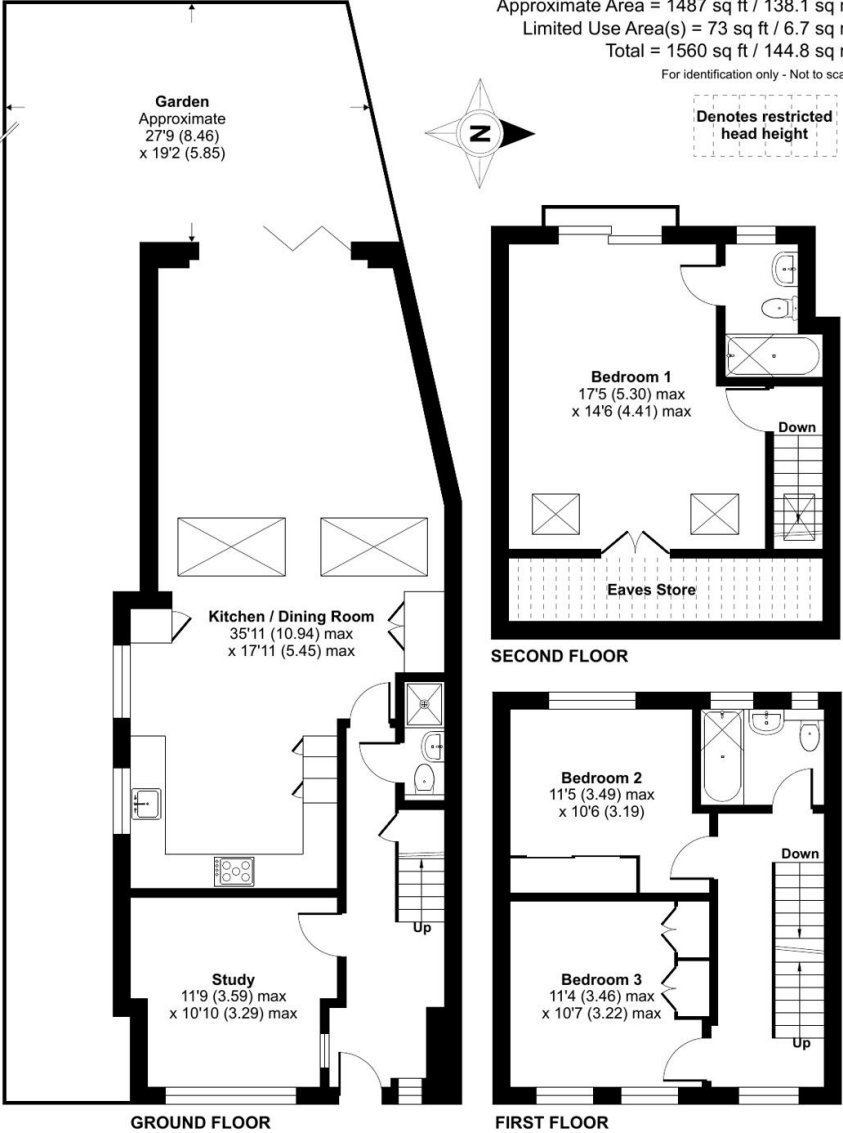 Approximate Area = 1487 sq ft / 138.1 sq m
Limited Use Area(s) = 73 sq ft / 6.7 sq m
Total = 1560 sq ft / 144.8 sq m
For identification only - Not to sca
Denotes restricted
head height
N
Garden
Approximate
27'9 (8.46)
x 19'2 (5.85)
Bedroom 1
17'5 (5.30) max
x 14'6 (4.41) max
Down
Eaves Store
SECOND FLOOR
Kitchen / Dining Room
35'11 (10.94) max
x 17'11 (5.45) max
Up
Study
11'9 (3.59) max
x 10'10 (3.29) max
GROUND FLOOR
Bedroom 2
11'5 (3.49) max
x 10'6 (3.19)
Down
Bedroom 3
11'4 (3.46) max
x 10'7 (3.22) max
Up
FIRST FLOOR